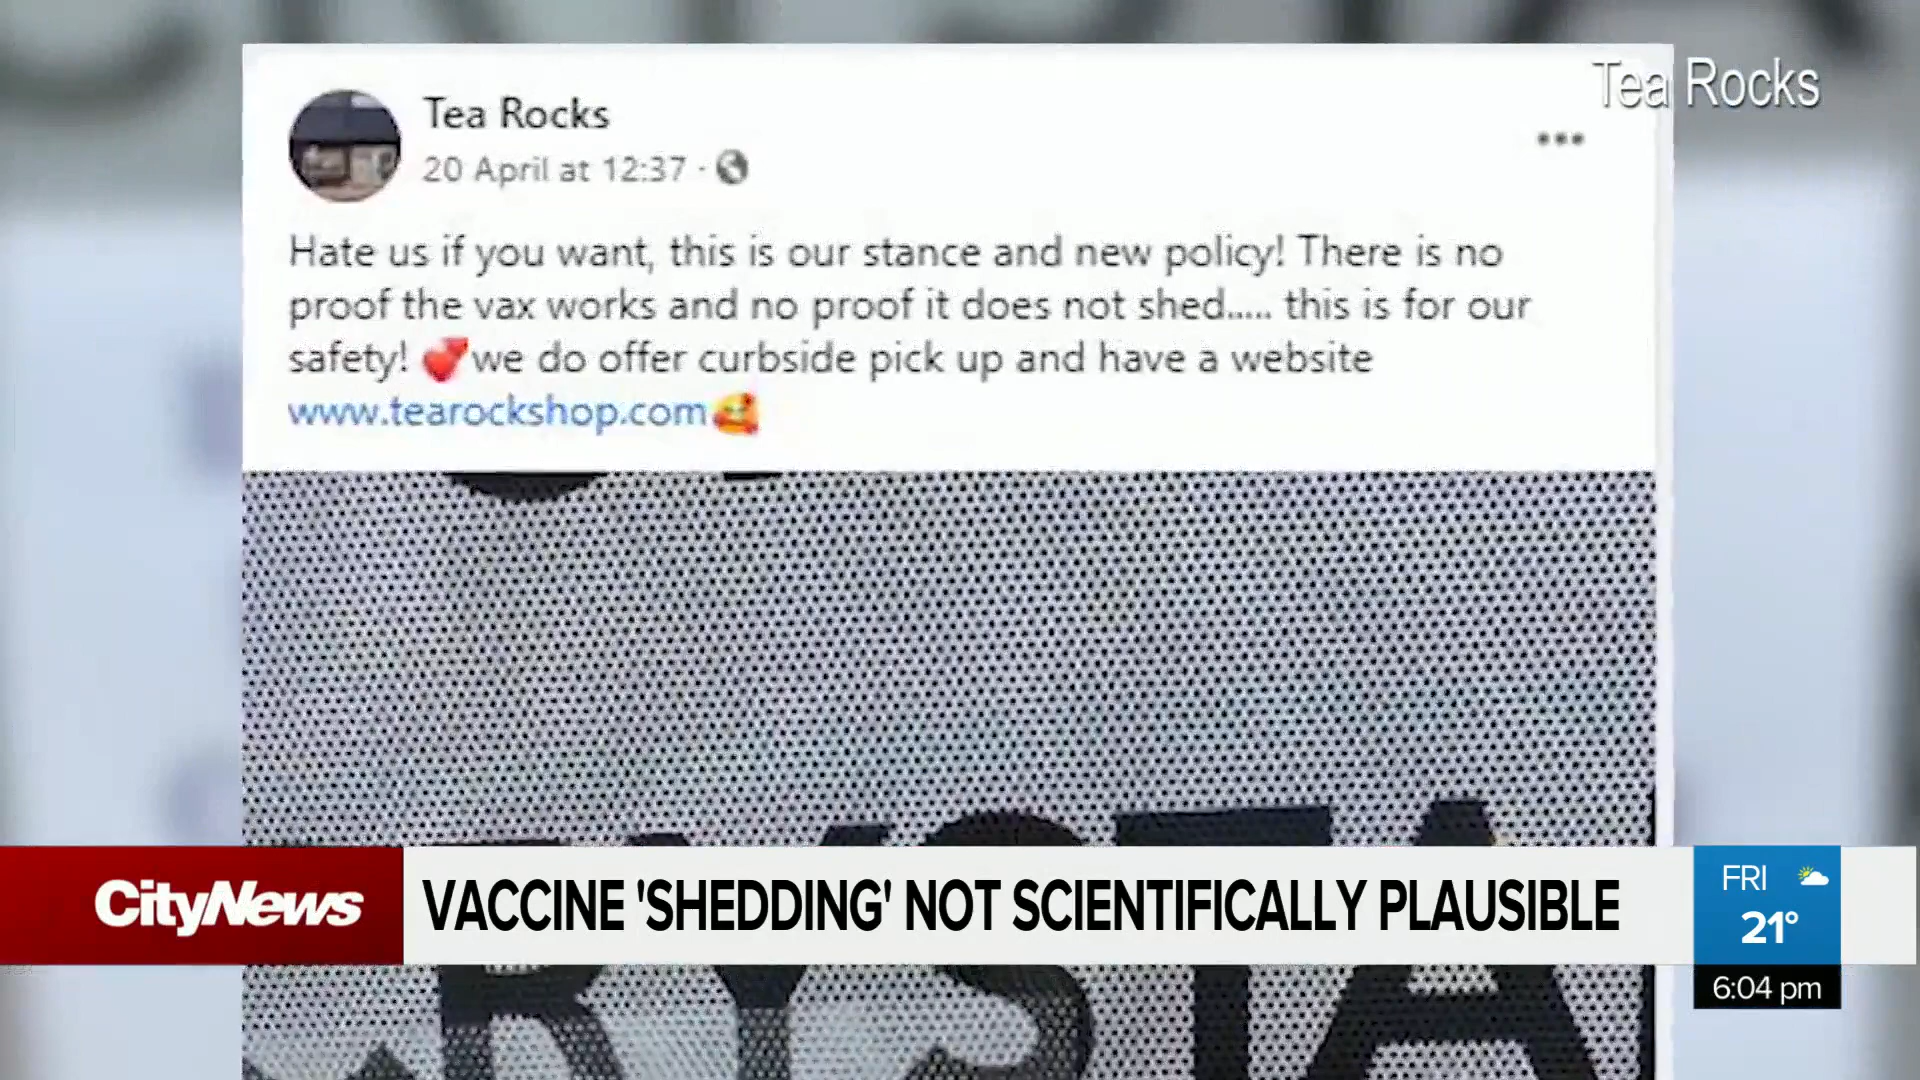 Tea Rocks
Tea Rocks
20 April at 12:37 ·
Hate us if you want, this is our stance and new policy! There is no
proof the vax works and no proof it does not shed..... this is for our
safety! 💕we do offer curbside pick up and have a website
www.tearockshop.com🥰
RYSTA
CityNews
VACCINE 'SHEDDING' NOT SCIENTIFICALLY PLAUSIBLE
FRI
21°
6:04 pm